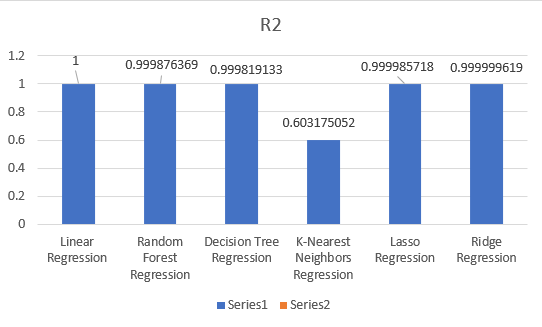 R2
1.2
1
0.8
0.6
0.4
0.2
0
1
0.999876369
0.999819133
0.603175052
0.999985718
0.999999619
Linear
Regression
Random
Forest
Regression
Decision Tree
Regression
K-Nearest
Neighbors
Regression
Lasso
Regression
Ridge
Regression
Series1
Series2